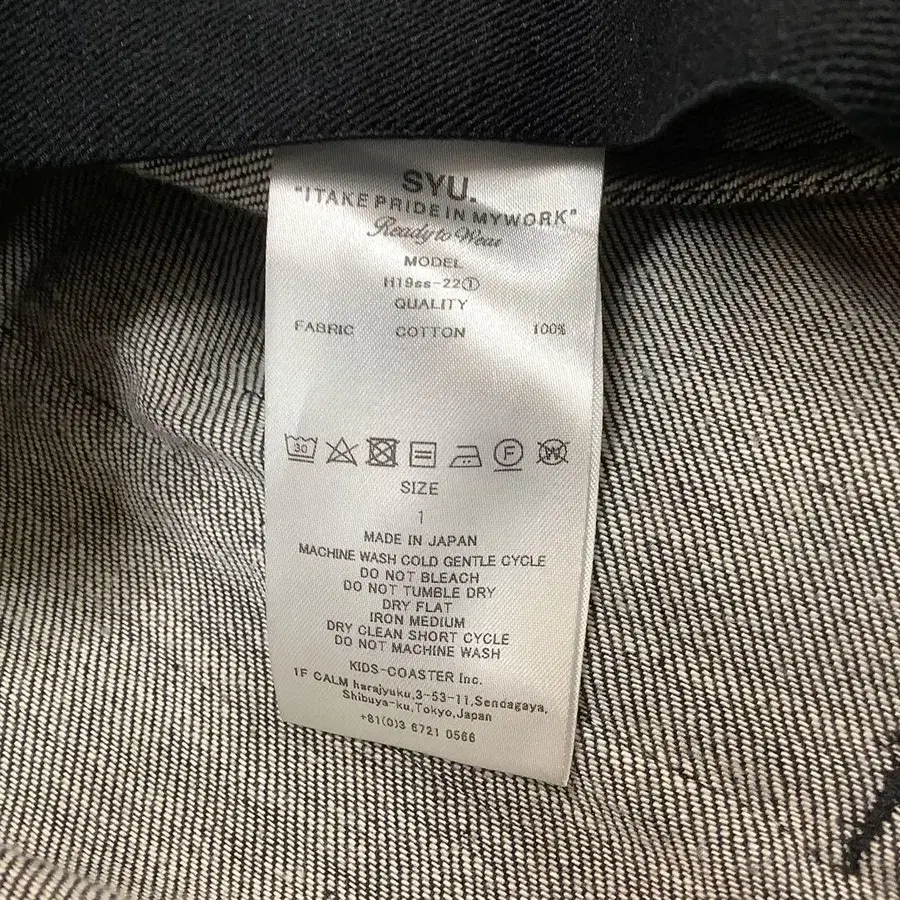 SYU.
"ITAKE PRIDE IN MYWORK"
Ready to Wear
MODEL
H19ss-22①
QUALITY
FABRIC COTTON 100%
30 F W
SIZE
1
MADE IN JAPAN
MACHINE WASH COLD GENTLE CYCLE
DO NOT BLEACH
DO NOT TUMBLE DRY
DRY FLAT
IRON MEDIUM
DRY CLEAN SHORT CYCLE
DO NOT MACHINE WASH
KIDS-COASTER Inc.
1F CALM harajyuku,3-53-11,Sendagaya,
Shibuya-ku,Tokyo,Japan
+81(0)3 6721 0566